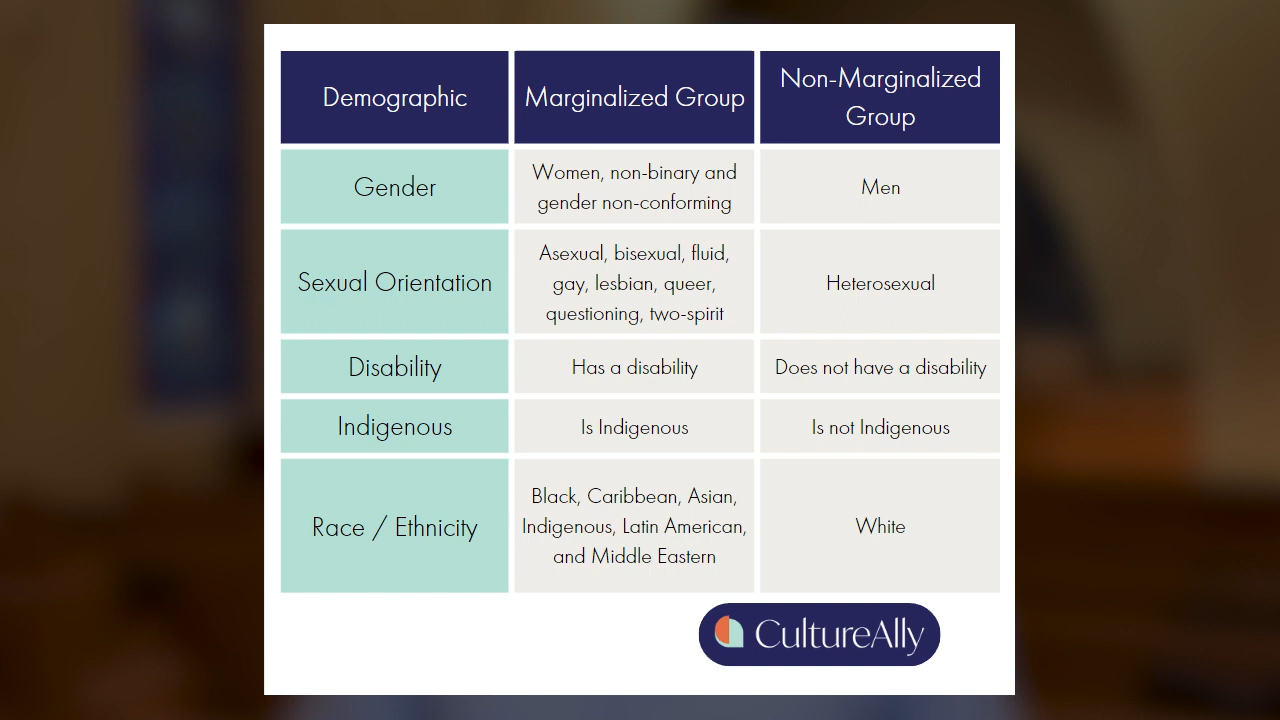 Demographic
Marginalized Group
Non-Marginalized
Group
Gender
Women, non-binary and
gender non-conforming
Men
Sexual Orientation
Asexual, bisexual, fluid,
gay, lesbian, queer,
questioning, two-spirit
Heterosexual
Disability
Has a disability
Does not have a disability
Indigenous
Is Indigenous
Is not Indigenous
Race / Ethnicity
Black, Caribbean, Asian,
Indigenous, Latin American,
and Middle Eastern
White
CultureAlly